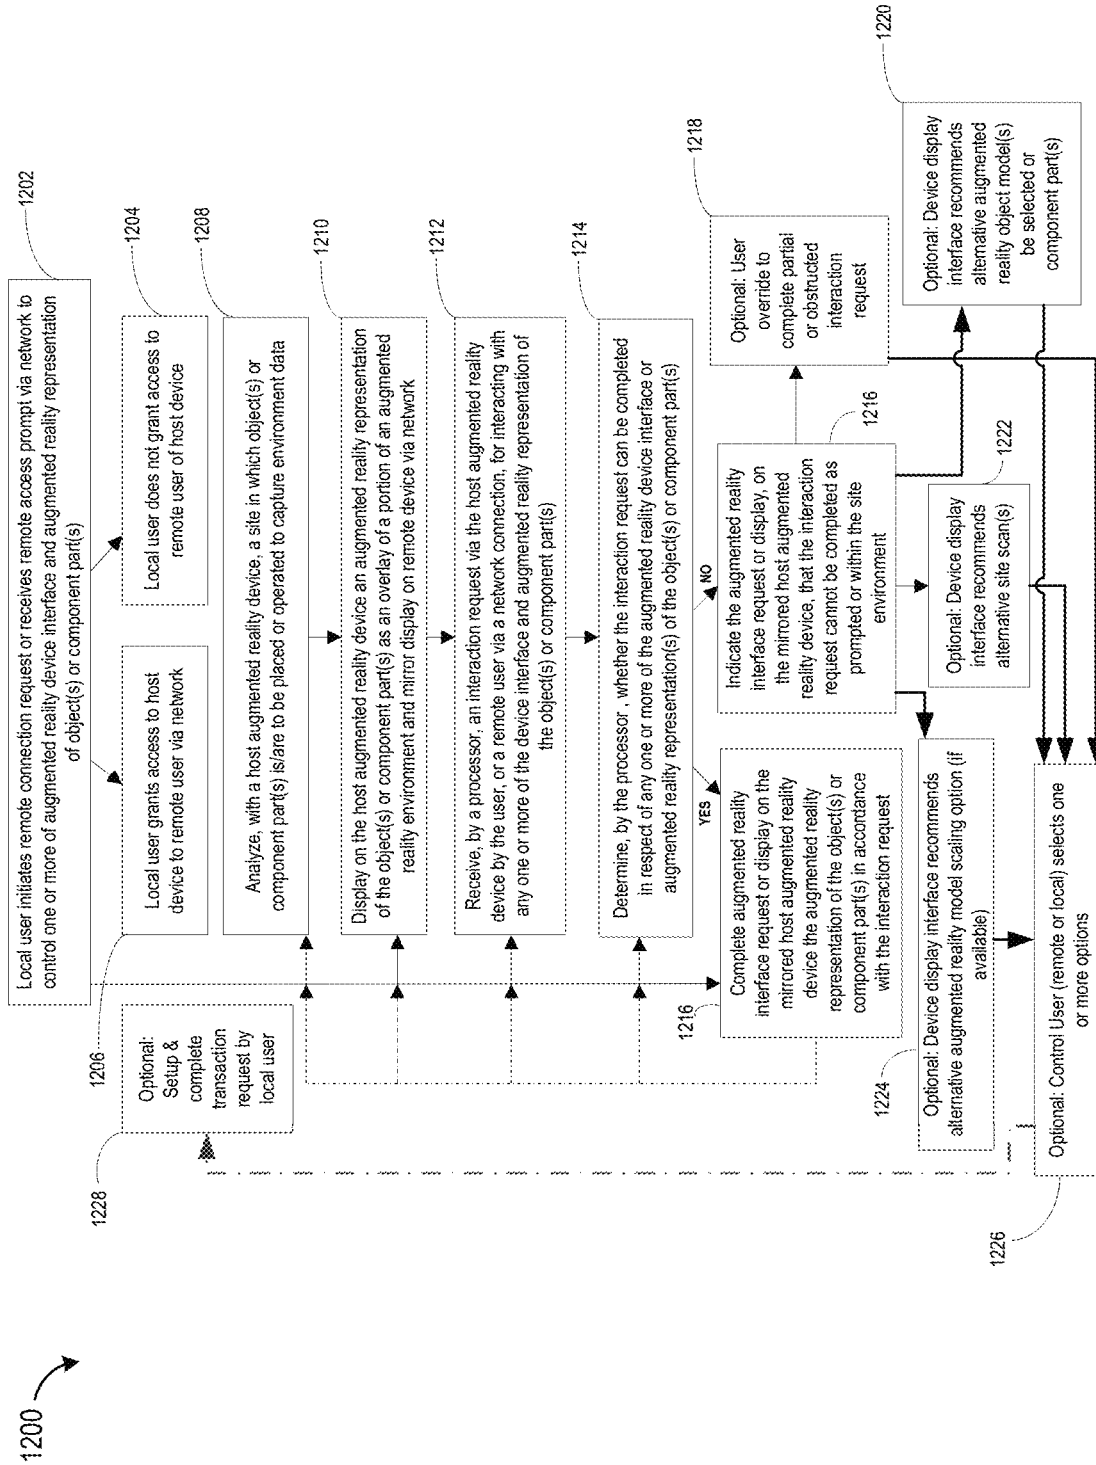 1200
Local user initiates remote connection request or receives remote access prompt via network to
control one or more of augmented reality device interface and augmented reality representation
of object(s) or component part(s)
1202
Local user does not grant access to
remote user of host device
1204
Local user grants access to host
device to remote user via network
1206
Optional:
Setup &
complete
transaction
request by
local user
1228
Analyze, with a host augmented reality device, a site in which object(s) or
component part(s) is/are to be placed or operated to capture environment data
1208
Display on the host augmented reality device an augmented reality representation
of the object(s) or component part(s) as an overlay of a portion of an augmented
reality environment and mirror display on remote device via network
1210
Receive, by a processor, an interaction request via the host augmented reality
device by the user, or a remote user via a network connection, for interacting with
any one or more of the device interface and augmented reality representation of
the object(s) or component part(s)
1212
Determine, by the processor , whether the interaction request can be completed
in respect of any one or more of the augmented reality device interface or
augmented reality representation(s) of the object(s) or component part(s)
1214
YES
NO
Complete augmented reality
interface request or display on the
mirrored host augmented reality
device the augmented reality
representation of the object(s) or
component part(s) in accordance
with the interaction request
1216
Indicate the augmented reality
interface request or display, on
the mirrored host augmented
reality device, that the interaction
request cannot be completed as
prompted or within the site
environment
1216
Optional: User
override to
complete partial
or obstructed
interaction
request
1218
Optional: Device display
interface recommends
alternative augmented
reality object model(s)
be selected or
component part(s)
1220
Optional: Device display
interface recommends
alternative site scan(s)
1222
Optional: Device display interface recommends
alternative augmented reality model scaling option (if
available)
1224
Optional: Control User (remote or local) selects one
or more options
1226